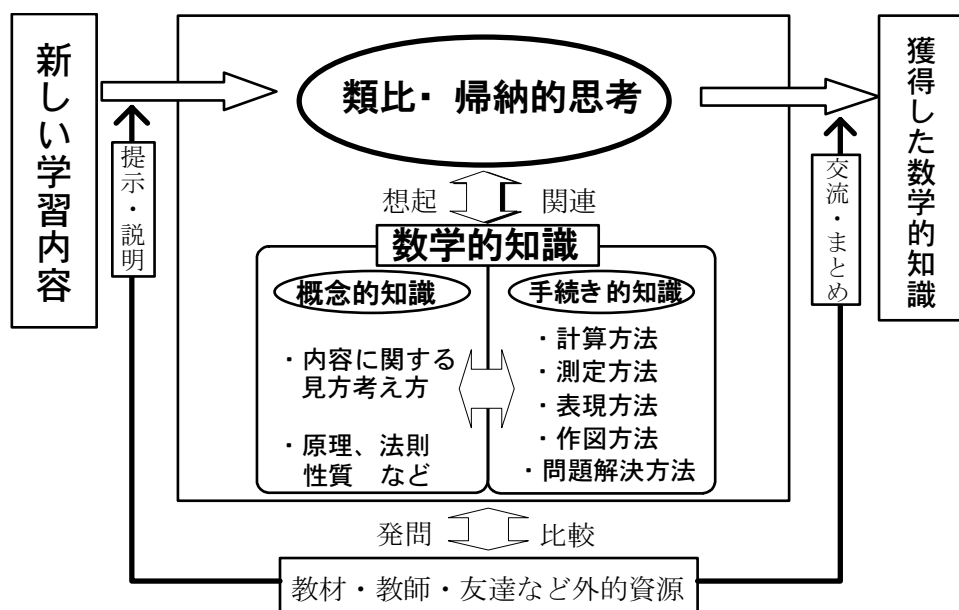 新しい学習内容
提示・説明
類比・ 帰納的思考
想起
関連
数学的知識
概念的知識
・内容に関する
見方考え方
・原理、法則
性質 など
手続き的知識
・計算方法
・測定方法
・表現方法
・作図方法
・問題解決方法
発問
比較
教材・教師・友達など外的資源
交流・まとめ
獲得した数学的知識